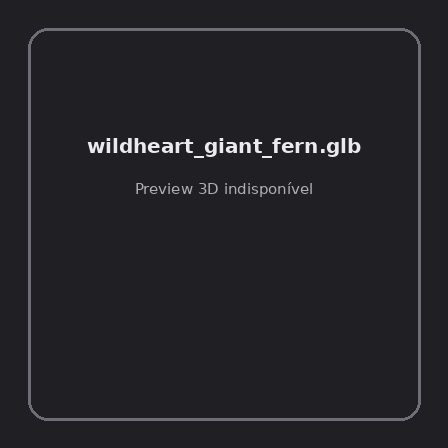 wildheart_giant_fern.glb
Preview 3D indisponível